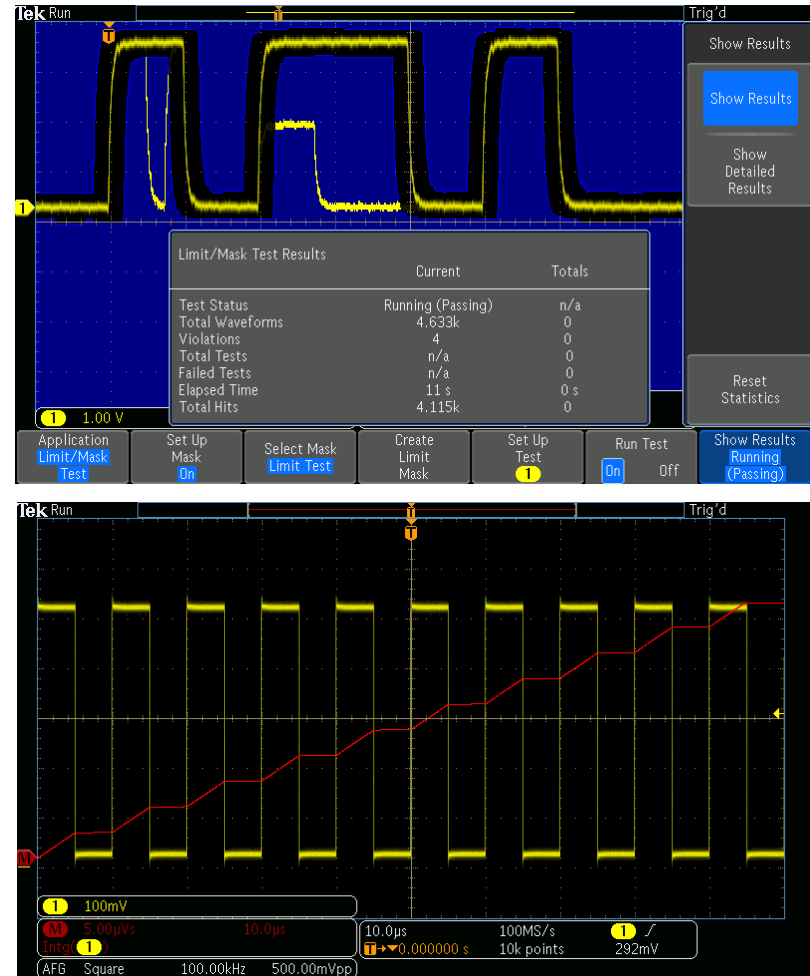 Tek Run Trig'd
T
T
Show Results
Show Results
Show
Detailed
Results
1
Limit/Mask Test Results
Current Totals
Test Status Running (Passing) n/a
Total Waveforms 4.633k 0
Violations 4 0
Total Tests n/a 0
Failed Tests n/a 0
Elapsed Time 11 s 0 s
Total Hits 4.115k 0
Reset
Statistics
1 1.00 V
Application
Limit/Mask
Test
Set Up
Mask
On
Select Mask
Limit Test
Create
Limit
Mask
Set Up
Test
1
Run Test
On Off
Show Results
Running
(Passing)
Tek Run Trig'd
T
T
M
1 100mV
M 5.00µVs 10.0µs
Intg( 1 )
10.0µs 100MS/s 1
T→▼0.000000 s 10k points 292mV
AFG Square 100.00kHz 500.00mVpp